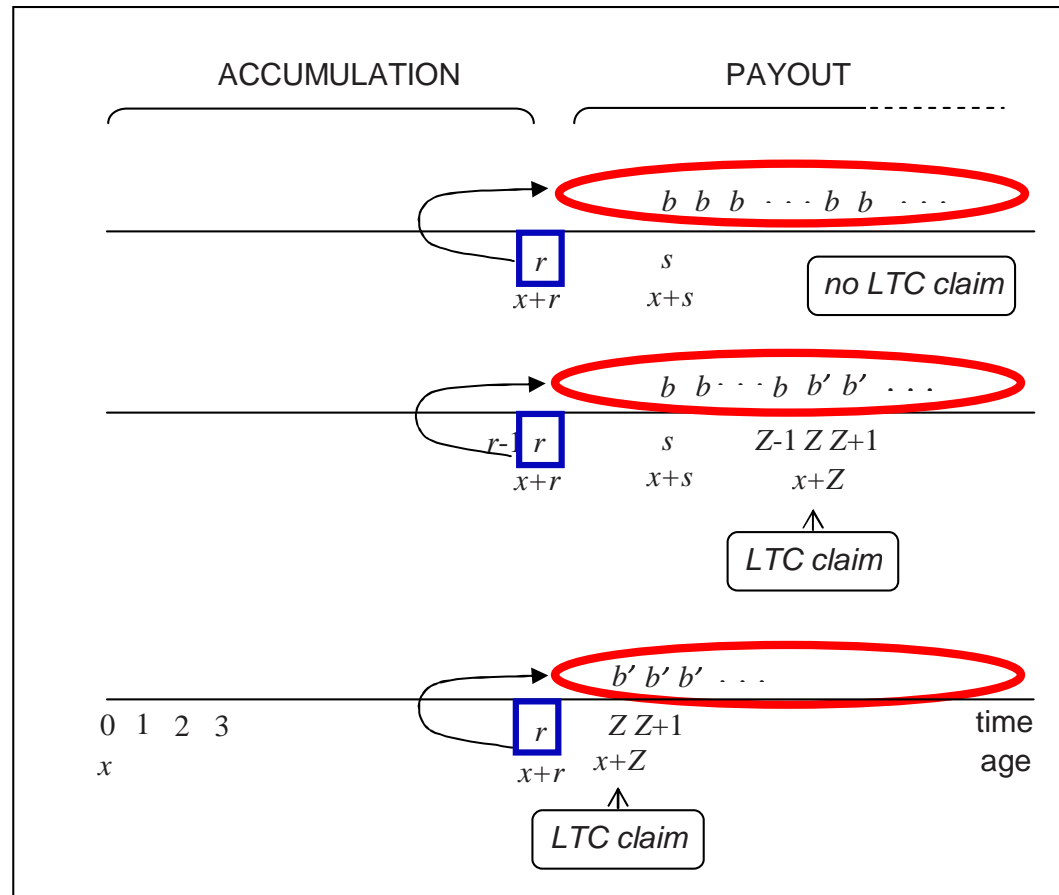 ACCUMULATION PAYOUT
b b b · · · b b · · ·
r s
x+r x+s
no LTC claim
b b · · · b b' b' · · ·
r-1 r s Z-1 Z Z+1
x+r x+s x+Z
LTC claim
b' b' b' · · ·
0 1 2 3 r Z Z+1 time
x x+r x+Z age
LTC claim